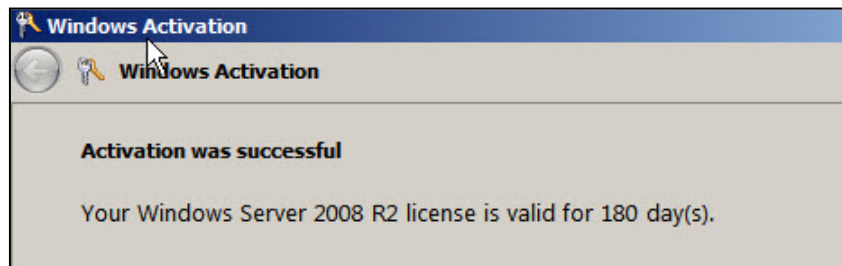 Windows Activation
Windows Activation
Activation was successful
Your Windows Server 2008 R2 license is valid for 180 day(s).